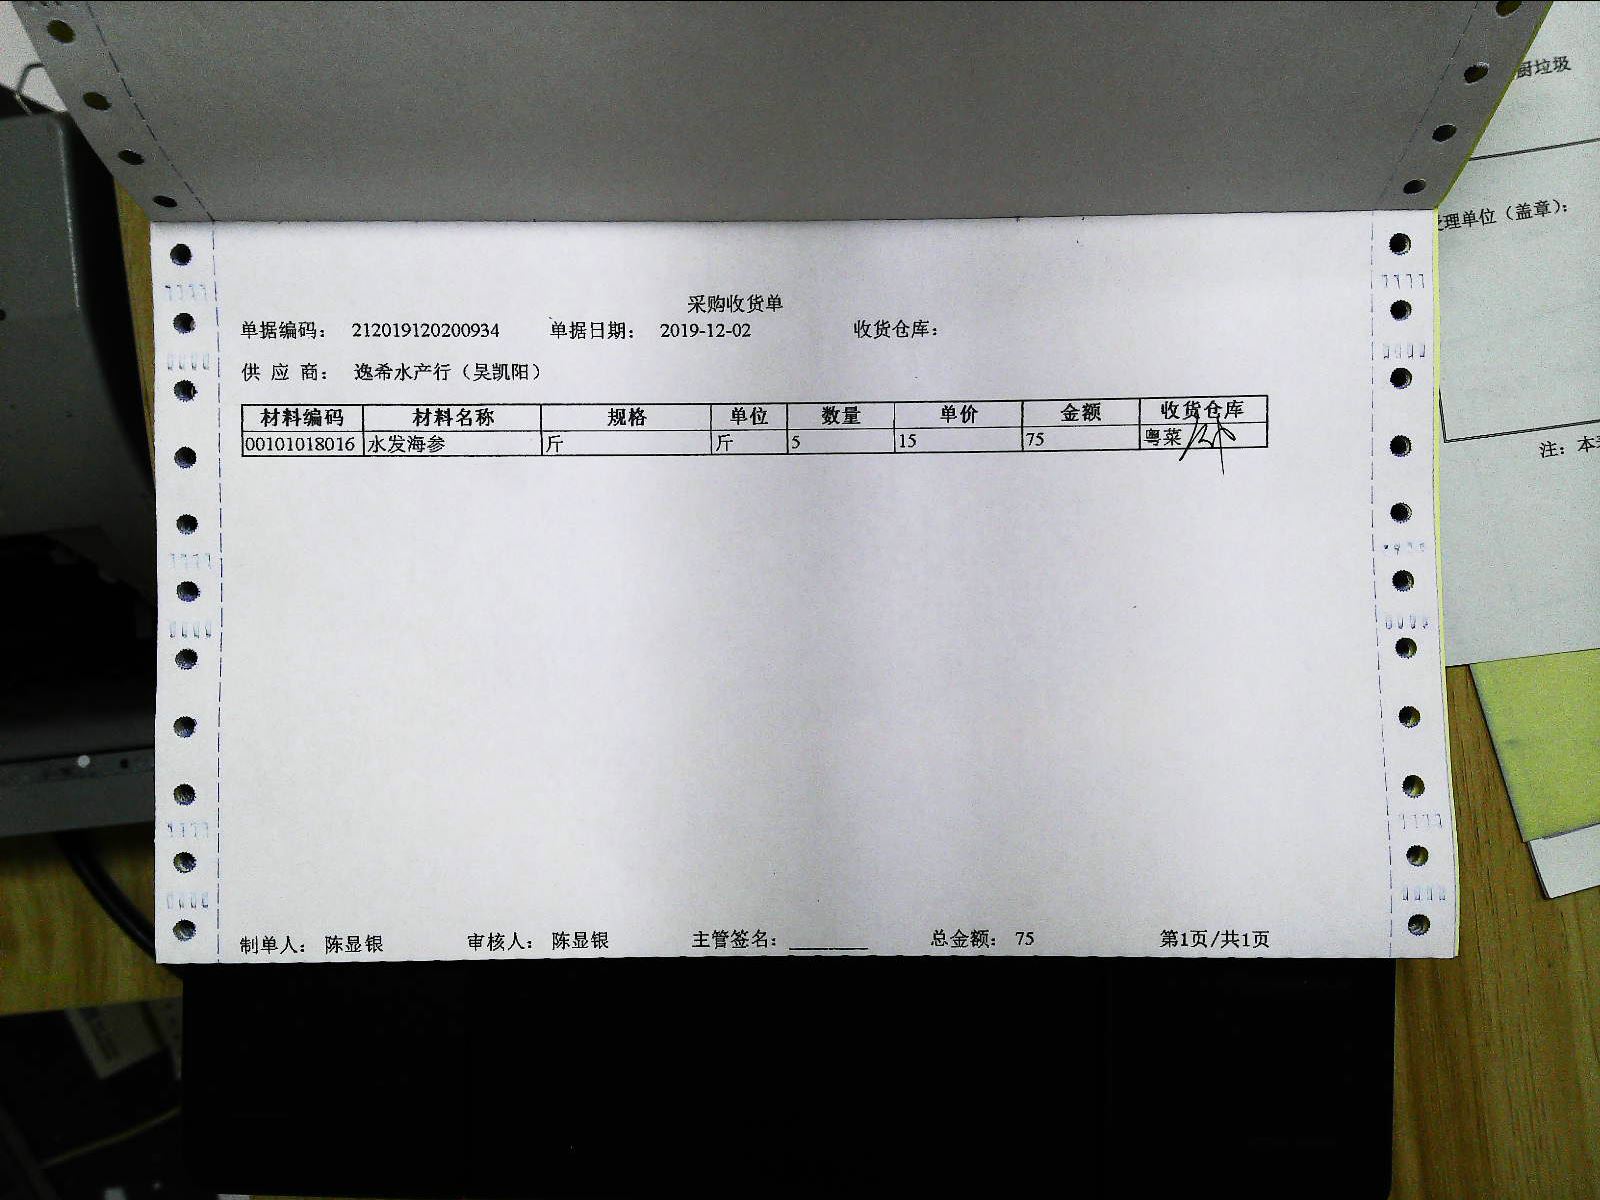 厨垃圾
理单位（盖章）：
注：本
采购收货单
单据编码： 212019120200934 单据日期： 2019-12-02 收货仓库：
供 应 商： 逸希水产行（吴凯阳）
材料编码 材料名称 规格 单位 数量 单价 金额 收货仓库
00101018016 水发海参 斤 斤 5 15 75 粤菜
制单人： 陈显银 审核人： 陈显银 主管签名： 总金额： 75 第1页/共1页